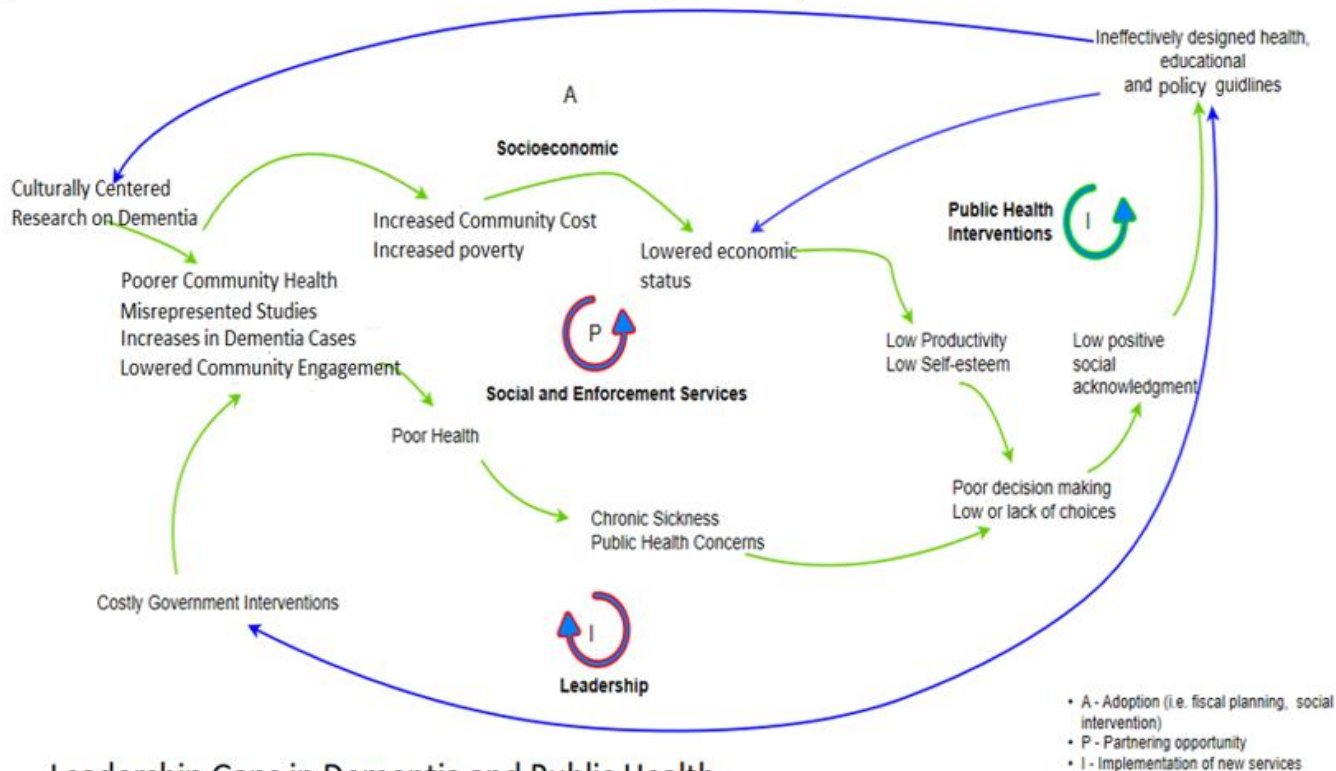 Ineffectively designed health,
educational
and policy guidlines
A
Socioeconomic
Culturally Centered
Research on Dementia
Increased Community Cost
Increased poverty
Lowered economic
status
Public Health
Interventions
I
Poorer Community Health
Misrepresented Studies
Increases in Dementia Cases
Lowered Community Engagement
P
Social and Enforcement Services
Low Productivity
Low Self-esteem
Low positive
social
acknowledgment
Poor Health
Poor decision making
Low or lack of choices
Chronic Sickness
Public Health Concerns
Costly Government Interventions
I
Leadership
• A - Adoption (i.e. fiscal planning, social
intervention)
• P - Partnering opportunity
• I - Implementation of new services